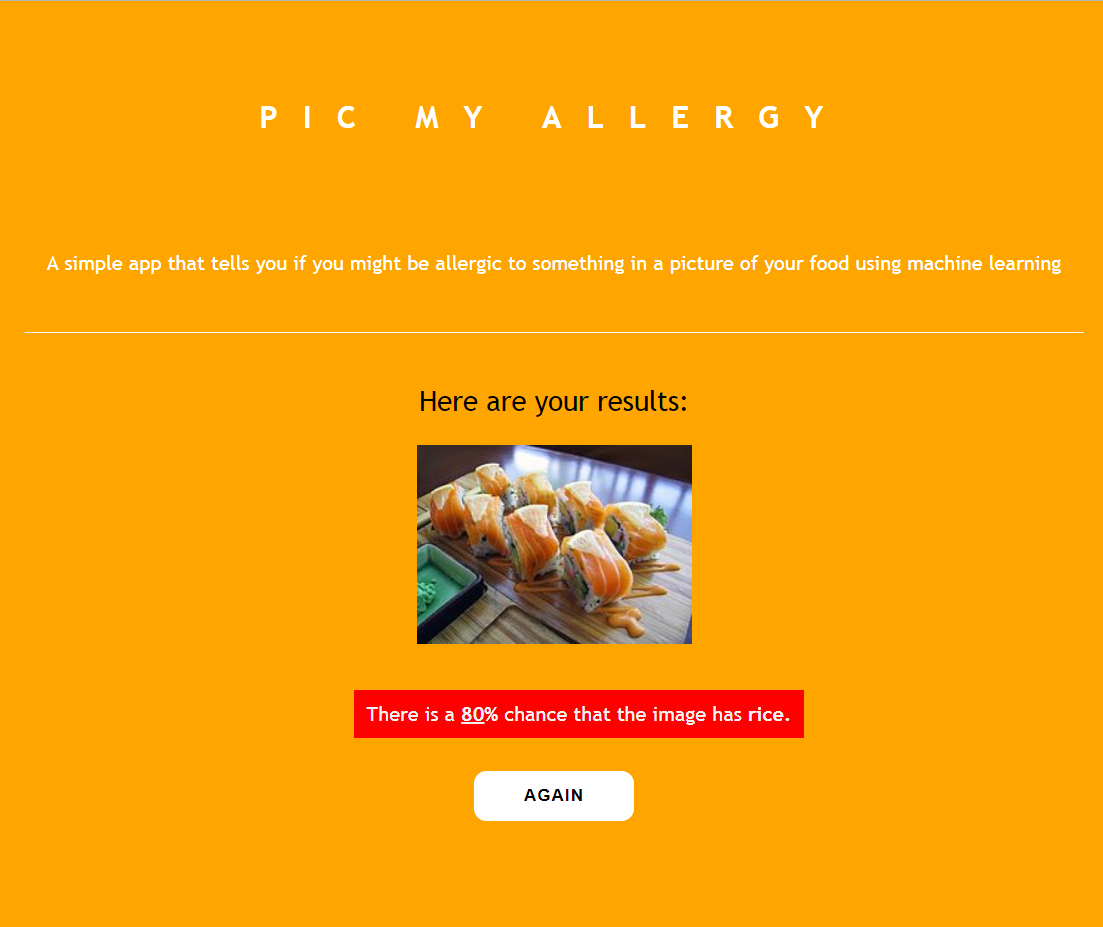 PIC MY ALLERGY
A simple app that tells you if you might be allergic to something in a picture of your food using machine learning
Here are your results:
There is a 80% chance that the image has rice.
AGAIN